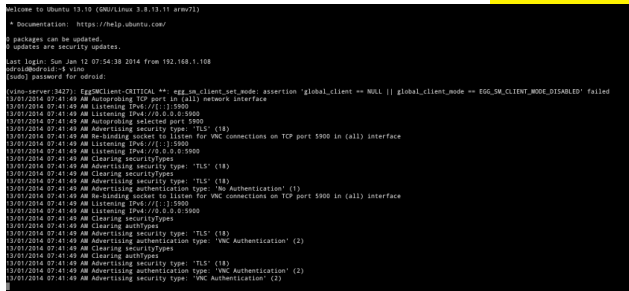 Welcome to Ubuntu 13.10 (GNU/Linux 3.8.13.11 armv7l)
* Documentation: https://help.ubuntu.com/
0 packages can be updated.
0 updates are security updates.
Last login: Sun Jan 12 07:54:38 2014 from 192.168.1.108
odroid@odroid:~$ vino
[sudo] password for odroid:
(vino-server:3427): EggSMClient-CRITICAL **: egg_sm_client_set_mode: assertion 'global_client == NULL || global_client_mode == EGG_SM_CLIENT_MODE_DISABLED' failed
13/01/2014 07:41:49 AM Autoprobing TCP port in (all) network interface
13/01/2014 07:41:49 AM Listening IPv6://[::]:5900
13/01/2014 07:41:49 AM Listening IPv4://0.0.0.0:5900
13/01/2014 07:41:49 AM Autoprobing selected port 5900
13/01/2014 07:41:49 AM Advertising security type: 'TLS' (18)
13/01/2014 07:41:49 AM Re-binding socket to listen for VNC connections on TCP port 5900 in (all) interface
13/01/2014 07:41:49 AM Listening IPv6://[::]:5900
13/01/2014 07:41:49 AM Listening IPv4://0.0.0.0:5900
13/01/2014 07:41:49 AM Clearing securityTypes
13/01/2014 07:41:49 AM Advertising security type: 'TLS' (18)
13/01/2014 07:41:49 AM Clearing securityTypes
13/01/2014 07:41:49 AM Advertising security type: 'TLS' (18)
13/01/2014 07:41:49 AM Advertising authentication type: 'No Authentication' (1)
13/01/2014 07:41:49 AM Re-binding socket to listen for VNC connections on TCP port 5900 in (all) interface
13/01/2014 07:41:49 AM Listening IPv6://[::]:5900
13/01/2014 07:41:49 AM Listening IPv4://0.0.0.0:5900
13/01/2014 07:41:49 AM Clearing securityTypes
13/01/2014 07:41:49 AM Clearing authTypes
13/01/2014 07:41:49 AM Advertising security type: 'TLS' (18)
13/01/2014 07:41:49 AM Advertising authentication type: 'VNC Authentication' (2)
13/01/2014 07:41:49 AM Clearing securityTypes
13/01/2014 07:41:49 AM Clearing authTypes
13/01/2014 07:41:49 AM Advertising security type: 'TLS' (18)
13/01/2014 07:41:49 AM Advertising authentication type: 'VNC Authentication' (2)
13/01/2014 07:41:49 AM Advertising security type: 'VNC Authentication' (2)